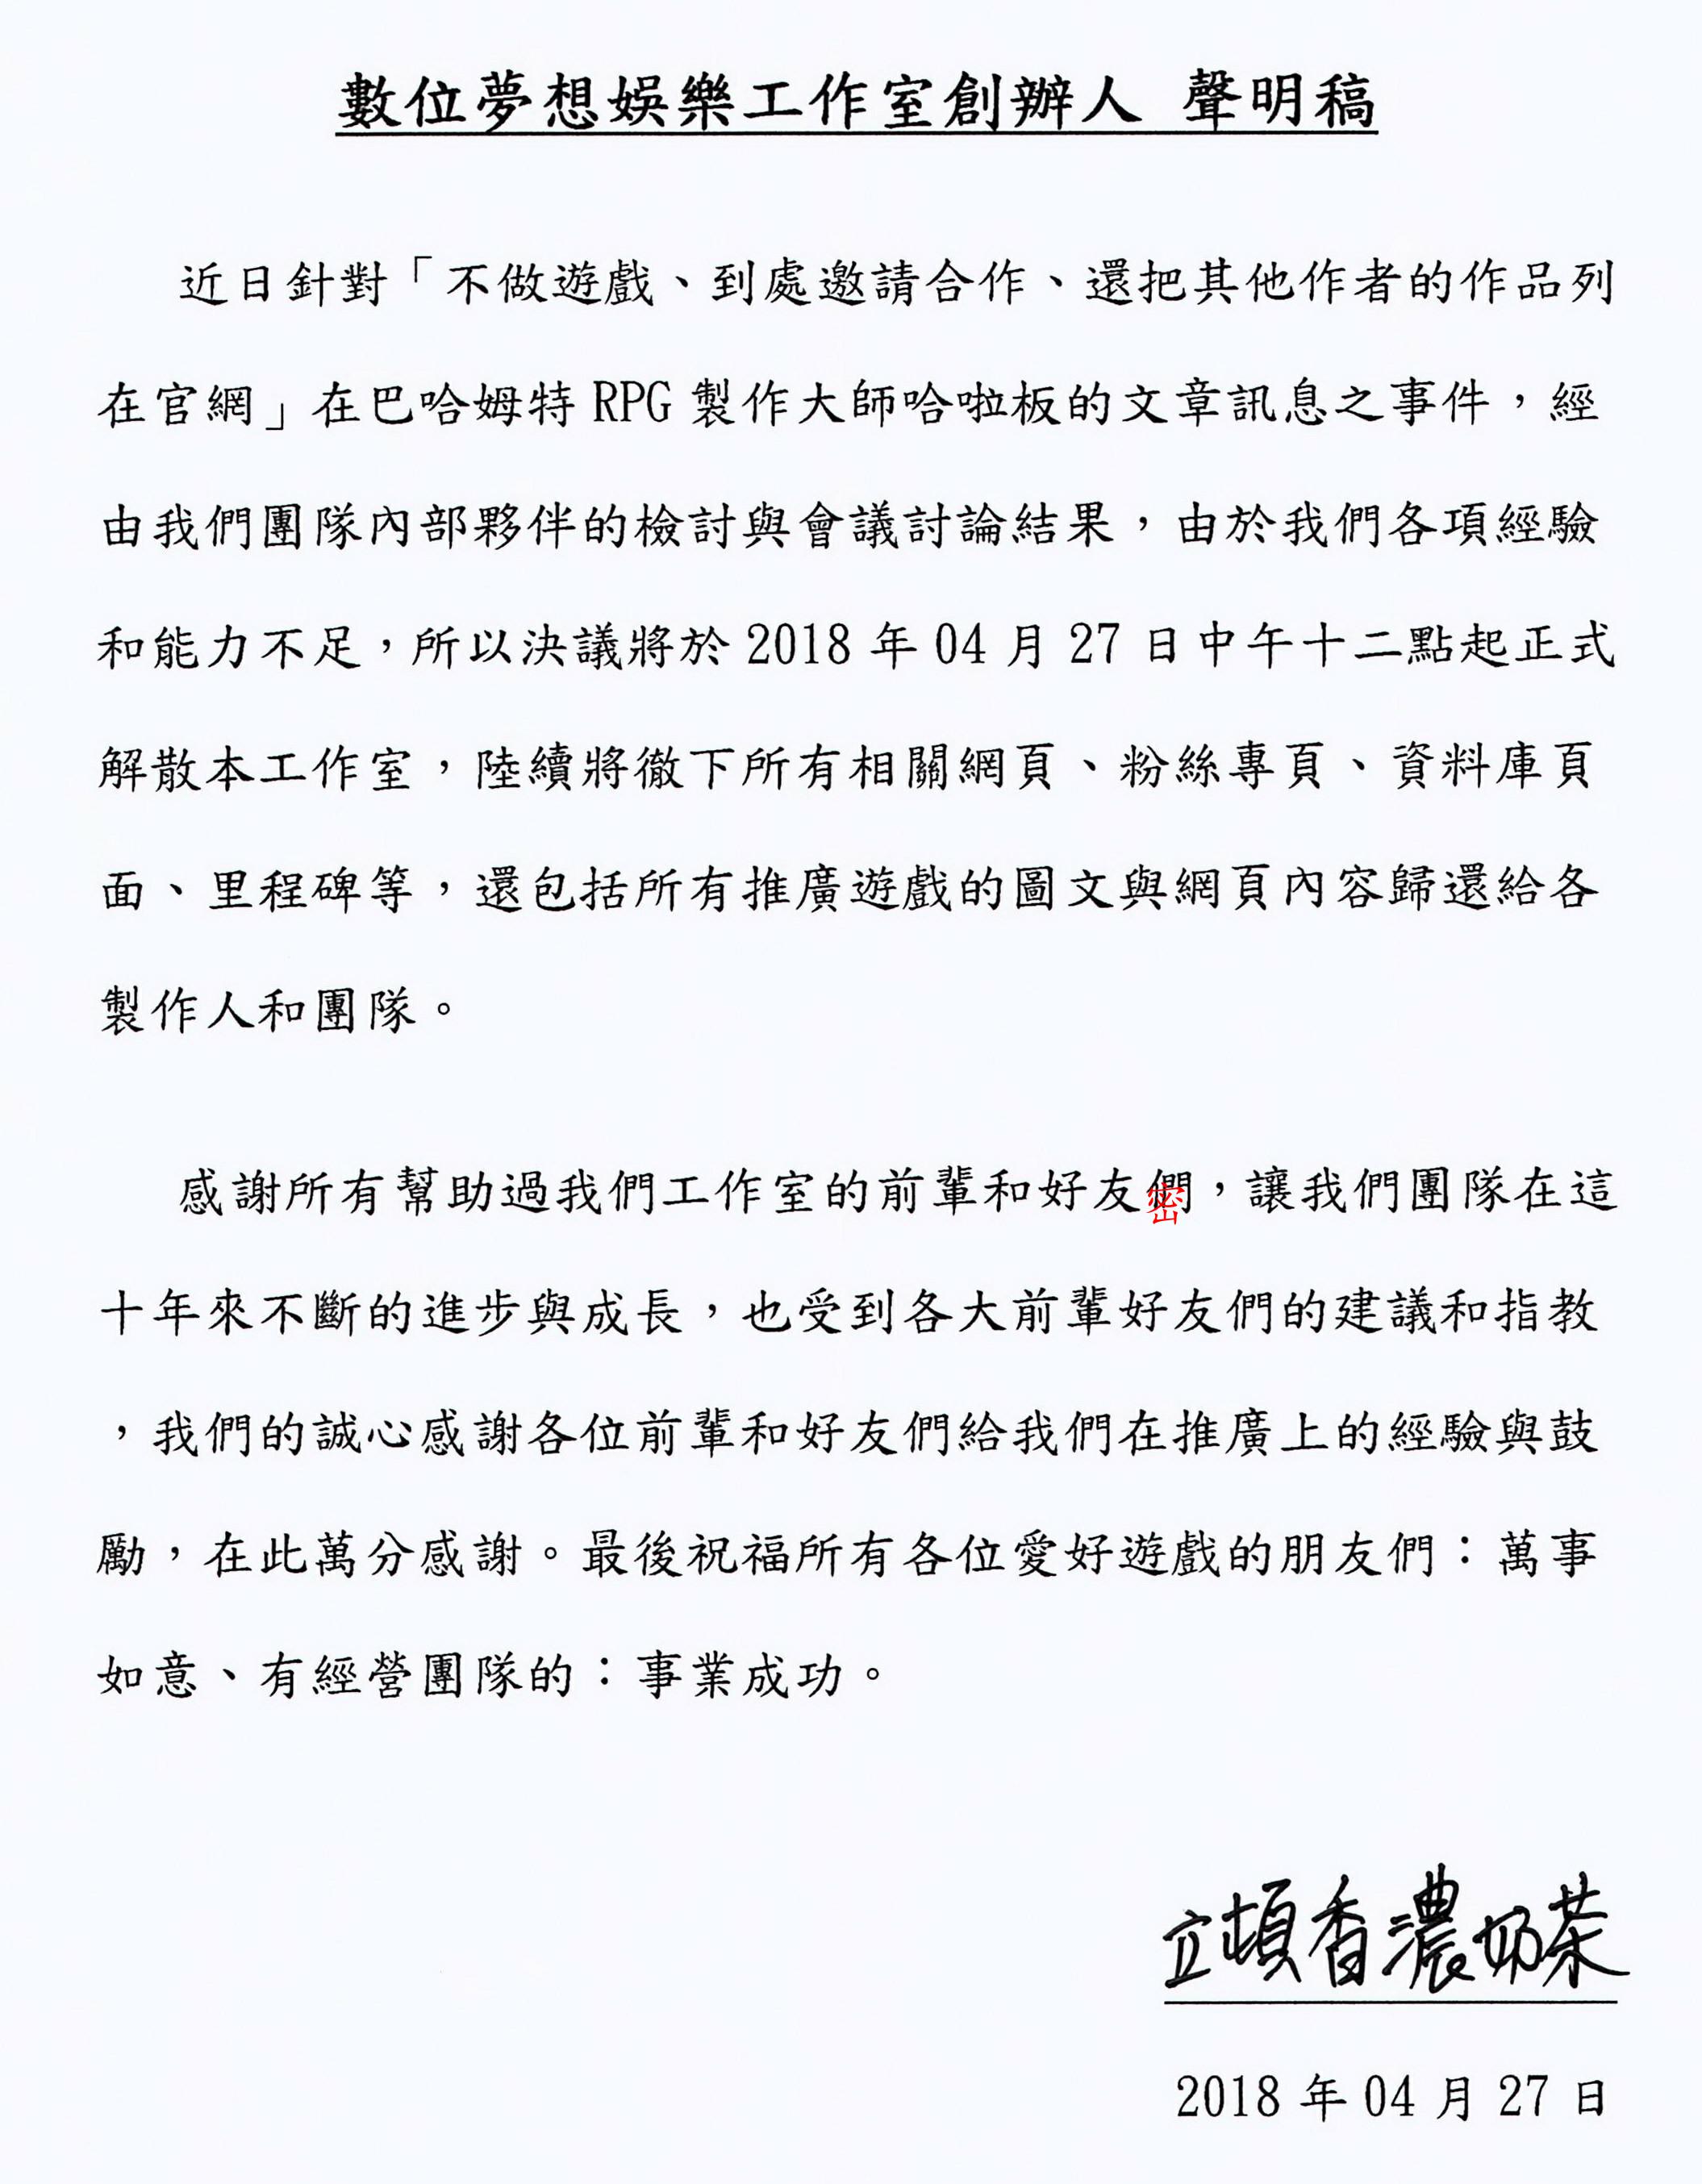 數位夢想娛樂工作室創辦人 聲明稿
近日針對「不做遊戲、到處邀請合作、還把其他作者的作品列
在官網」在巴哈姆特 RPG 製作大師哈啦板的文章訊息之事件，經
由我們團隊內部夥伴的檢討與會議討論結果，由於我們各項經驗
和能力不足，所以決議將於 2018 年 04 月 27 日中午十二點起正式
解散本工作室，陸續將徹下所有相關網頁、粉絲專頁、資料庫頁
面、里程碑等，還包括所有推廣遊戲的圖文與網頁內容歸還給各
製作人和團隊。
感謝所有幫助過我們工作室的前輩和好友們，讓我們團隊在這
密
十年來不斷的進步與成長，也受到各大前輩好友們的建議和指教
，我們的誠心感謝各位前輩和好友們給我們在推廣上的經驗與鼓
勵，在此萬分感謝。最後祝福所有各位愛好遊戲的朋友們：萬事
如意、有經營團隊的：事業成功。
立頓香濃奶茶
2018 年 04 月 27 日